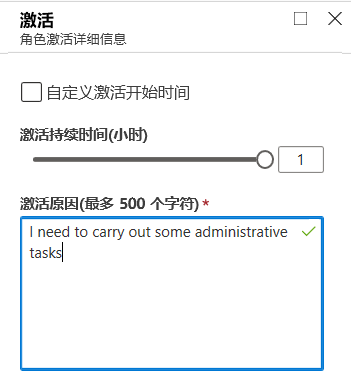 激活
角色激活详细信息
自定义激活开始时间
激活持续时间(小时)
1
激活原因(最多 500 个字符) *
I need to carry out some administrative
tasks